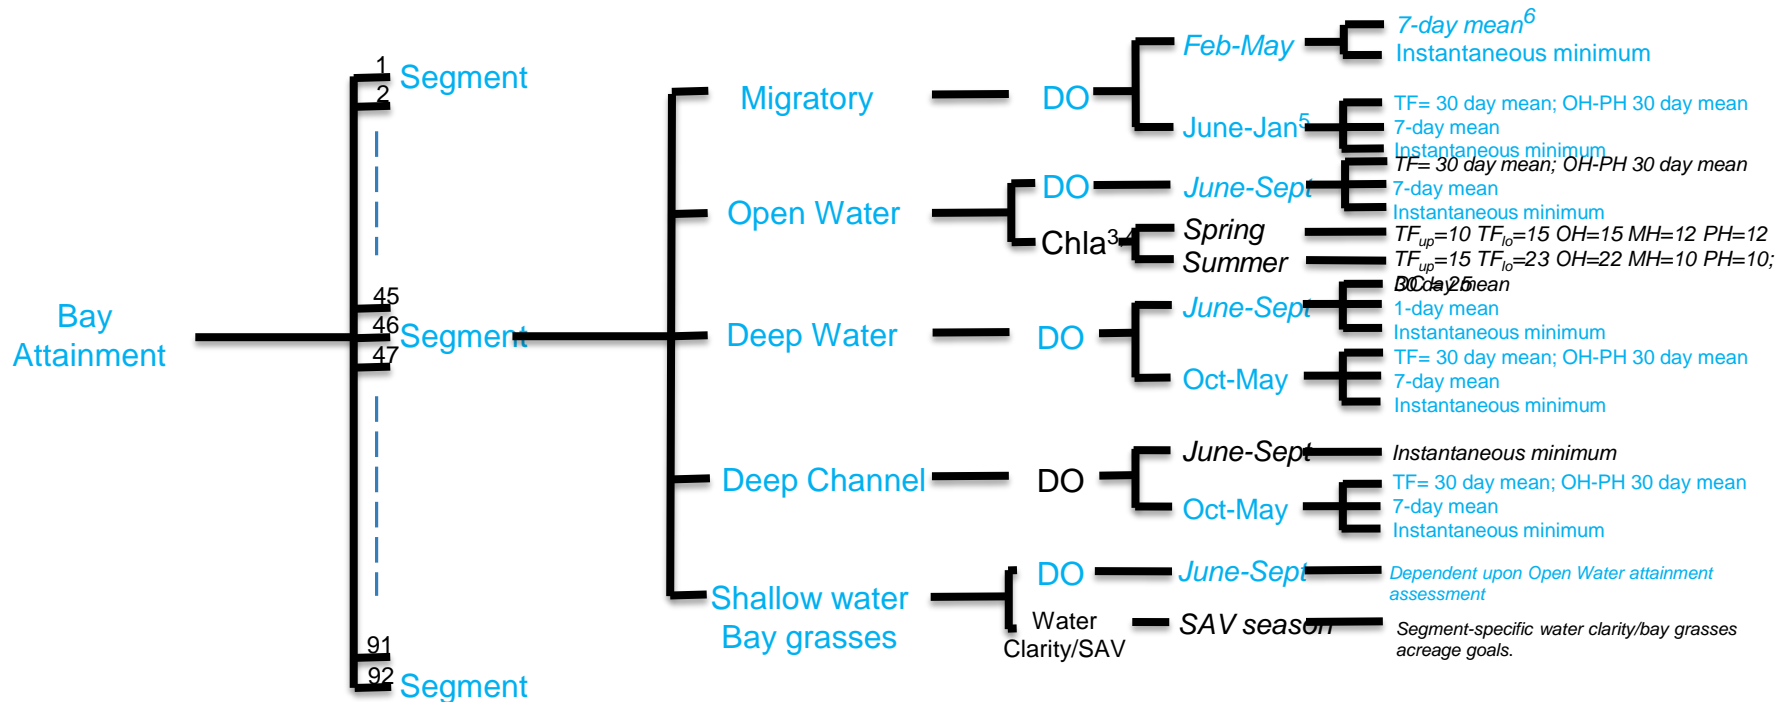 Bay
Attainment
1
Segment
2
45
46
Segment
47
91
92
Segment
Migratory
DO
Feb-May
7-day mean6
Instantaneous minimum
June-Jan5
TF= 30 day mean; OH-PH 30 day mean
7-day mean
Instantaneous minimum
Open Water
DO
June-Sept
TF= 30 day mean; OH-PH 30 day mean
7-day mean
Instantaneous minimum
Chla3,4
Spring
TFup=10 TFlo=15 OH=15 MH=12 PH=12
Summer
TFup=15 TFlo=23 OH=22 MH=10 PH=10;
DC = 25
Deep Water
DO
June-Sept
30 day mean
1-day mean
Instantaneous minimum
Oct-May
TF= 30 day mean; OH-PH 30 day mean
7-day mean
Instantaneous minimum
Deep Channel
DO
June-Sept
Instantaneous minimum
Oct-May
TF= 30 day mean; OH-PH 30 day mean
7-day mean
Instantaneous minimum
Shallow water
Bay grasses
DO
June-Sept
Dependent upon Open Water attainment
assessment
Water
Clarity/SAV
SAV season
Segment-specific water clarity/bay grasses
acreage goals.